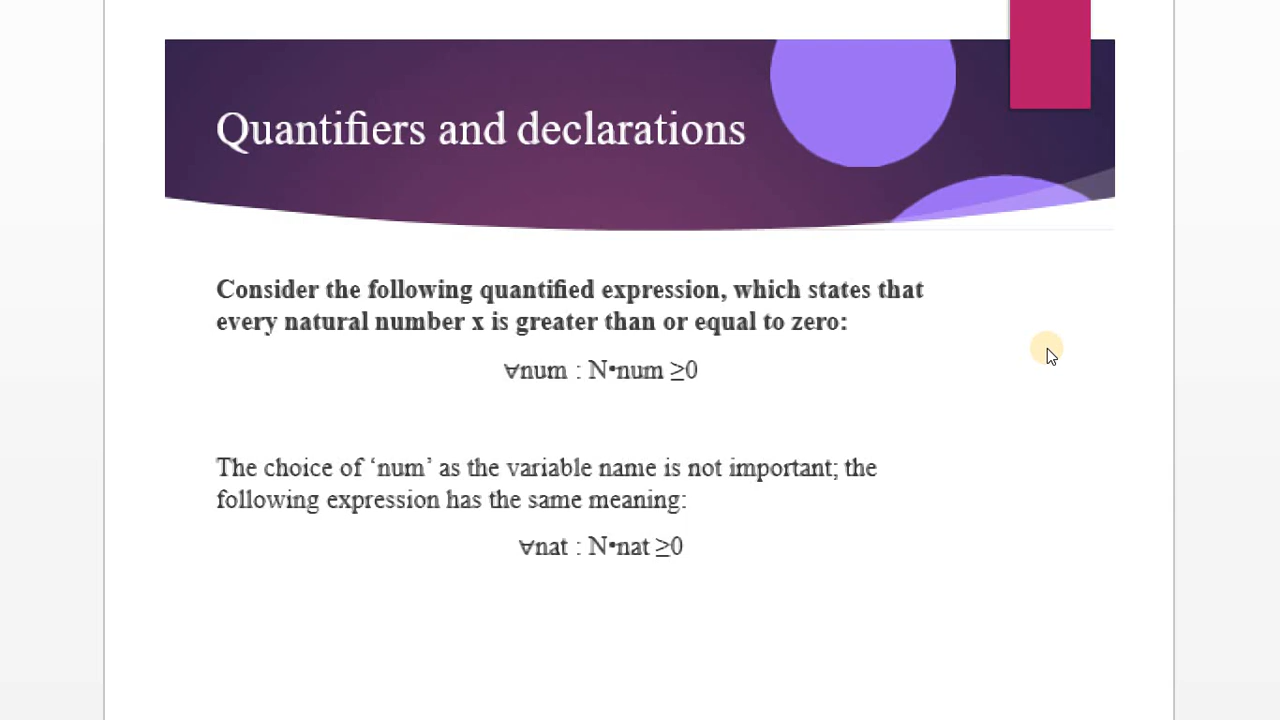 Quantifiers and declarations
Consider the following quantified expression, which states that
every natural number x is greater than or equal to zero:
∀num : N•num ≥0
The choice of ‘num’ as the variable name is not important; the
following expression has the same meaning:
∀nat : N•nat ≥0